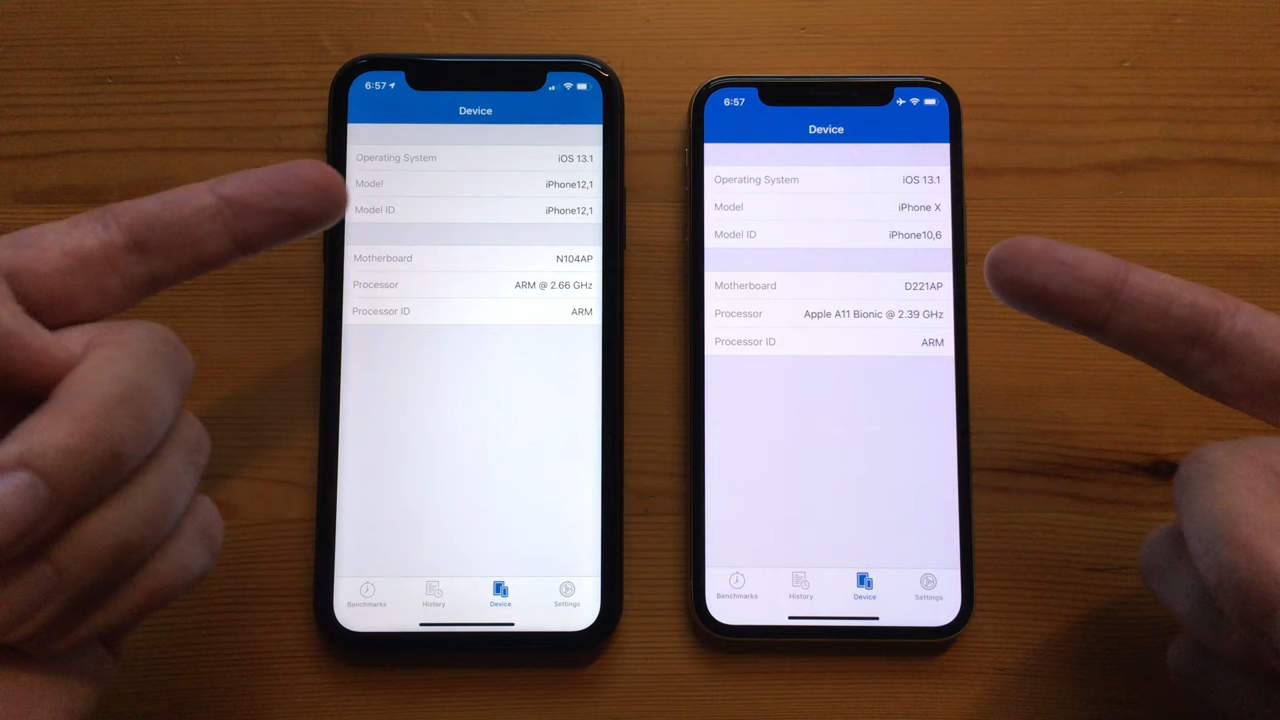 6:57
Device
Operating System iOS 13.1
Model iPhone12,1
Model ID iPhone12,1
Motherboard N104AP
Processor ARM @ 2.66 GHz
Processor ID ARM
Benchmarks History Device Settings
6:57
Device
Operating System iOS 13.1
Model iPhone X
Model ID iPhone10,6
Motherboard D221AP
Processor Apple A11 Bionic @ 2.39 GHz
Processor ID ARM
Benchmarks History Device Settings